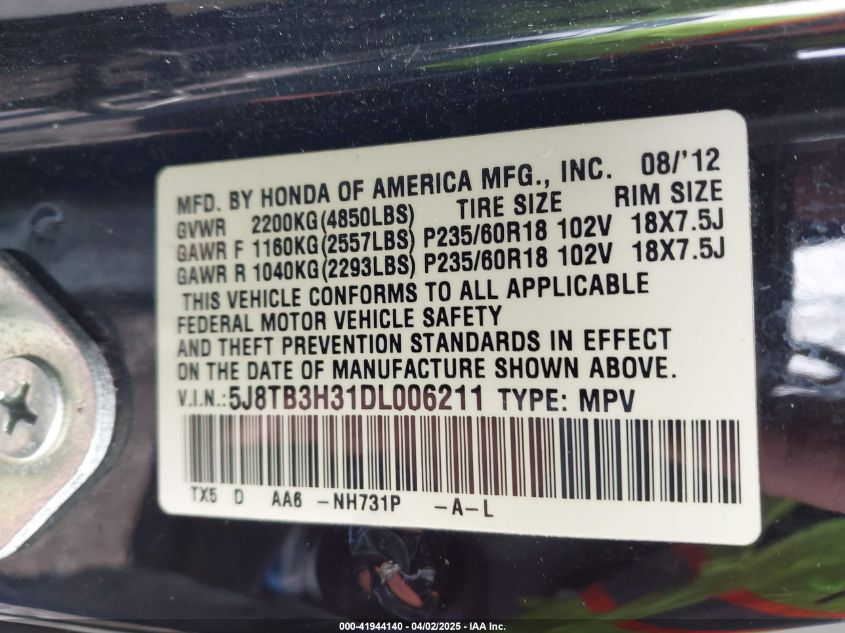 MFD. BY HONDA OF AMERICA MFG., INC. 08/'12
GVWR 2200KG(4850LBS) TIRE SIZE RIM SIZE
GAWR F 1160KG(2557LBS) P235/60R18 102V 18X7.5J
GAWR R 1040KG(2293LBS) P235/60R18 102V 18X7.5J
THIS VEHICLE CONFORMS TO ALL APPLICABLE
FEDERAL MOTOR VEHICLE SAFETY
AND THEFT PREVENTION STANDARDS IN EFFECT
ON THE DATE OF MANUFACTURE SHOWN ABOVE.
V.I.N.:5J8TB3H31DL006211 TYPE: MPV
TX5 D AA6 -NH731P -A-L
000-41944140 - 04/02/2025 - IAA Inc.